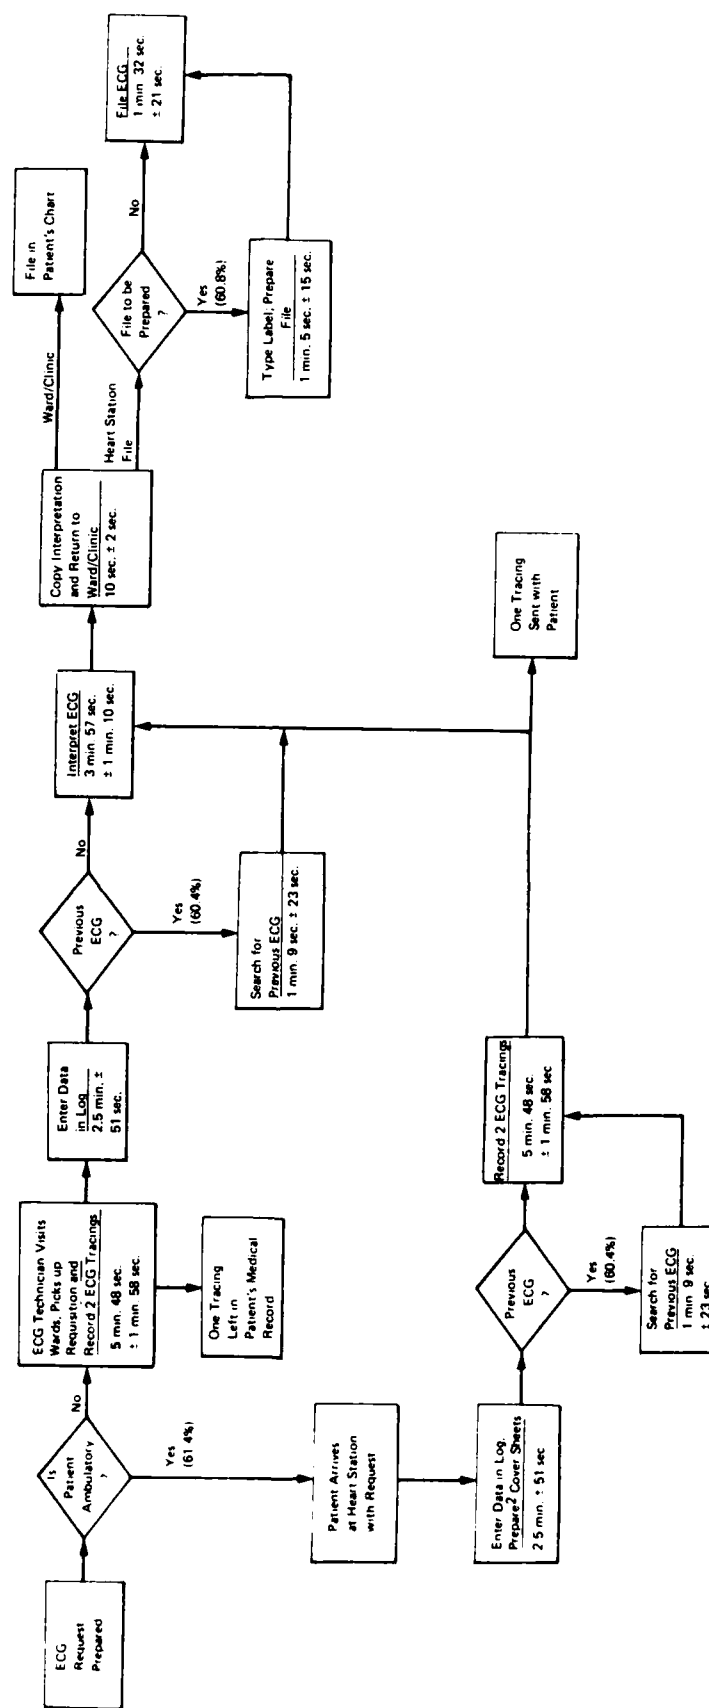 ECG
Request
Prepared
Is
Patient
Ambulatory
?
No
Yes
(61.4%)
ECG Technician Visits
Wards, Picks up
Requisition and
Record 2 ECG Tracings
5 min. 48 sec.
± 1 min. 58 sec.
One Tracing
Left in
Patient's Medical
Record
Enter Data
in Log
2.5 min. ±
51 sec.
Previous
ECG
?
No
Yes
(60.4%)
Search for
Previous ECG
1 min. 9 sec. ± 23 sec.
Interpret ECG
3 min. 57 sec.
± 1 min. 10 sec.
Copy Interpretation
and Return to
Ward/Clinic
10 sec. ± 2 sec.
Ward/Clinic
File in
Patient's Chart
Heart Station
File
File to be
Prepared
?
No
Yes
(60.8%)
Type Label; Prepare
File
1 min. 5 sec. ± 15 sec.
File ECG
1 min 32 sec.
± 21 sec.
Patient Arrives
at Heart Station
with Request
Enter Data in Log,
Prepare 2 Cover Sheets
2.5 min. ± 51 sec
Previous
ECG
?
Yes
(60.4%)
Search for
Previous ECG
1 min 9 sec.
± 23 sec
Record 2 ECG Tracings
5 min. 48 sec.
± 1 min. 58 sec
One Tracing
Sent with
Patient